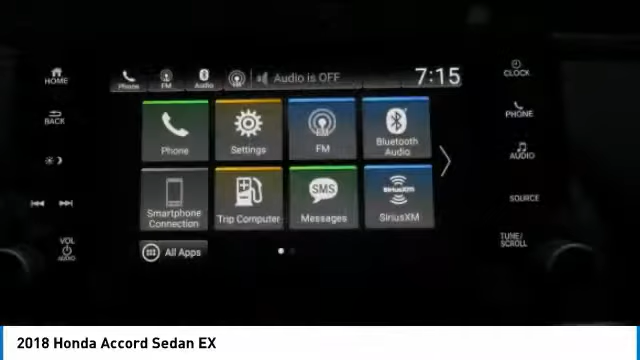 HOME
BACK
VOL
AUDIO
Phone
FM
Audio
Audio is OFF
7:15
Phone
Settings
FM
Bluetooth
Audio
Smartphone
Connection
Trip Computer
SMS
Messages
SiriusXM
SiriusXM
All Apps
CLOCK
PHONE
AUDIO
SOURCE
TUNE/
SCROLL
2018 Honda Accord Sedan EX